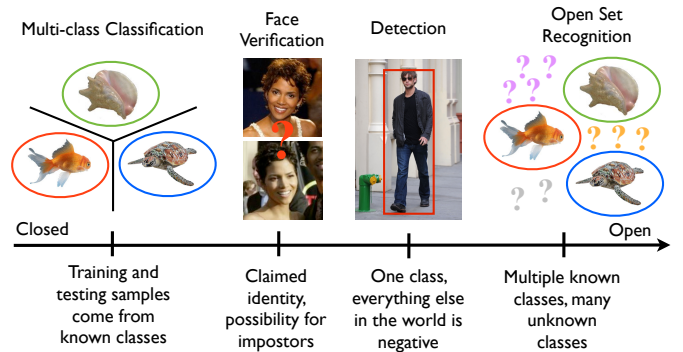 Multi-class Classification
Face
Verification
Detection
Open Set
Recognition
?
? ? ?
? ?
? ? ?
? ?
Closed
Open
Training and
testing samples
come from
known classes
Claimed
identity,
possibility for
impostors
One class,
everything else
in the world is
negative
Multiple known
classes, many
unknown
classes